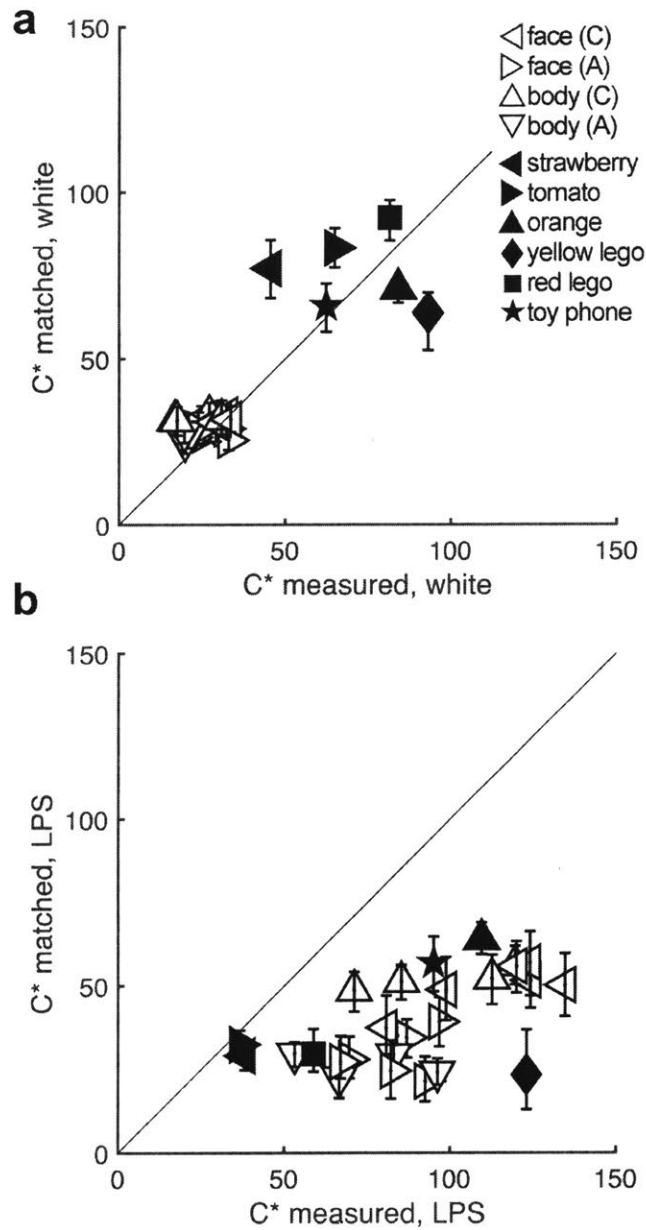 a
150
100
50
0
0
50
100
150
C* matched, white
C* measured, white
face (C)
face (A)
body (C)
body (A)
strawberry
tomato
orange
yellow lego
red lego
toy phone
b
150
100
50
0
0
50
100
150
C* matched, LPS
C* measured, LPS